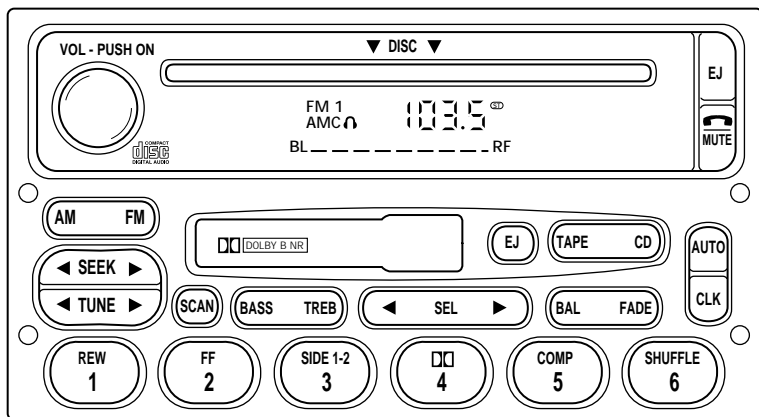 VOL - PUSH ON
▼ DISC ▼
EJ
FM 1
AMC
103.5 ST
MUTE
COMPACT
disc
DIGITAL AUDIO
BL RF
AM FM
DOLBY B NR
EJ
TAPE CD
AUTO
◀ SEEK ▶
◀ TUNE ▶
SCAN
BASS TREB
◀ SEL ▶
BAL FADE
CLK
REW
1
FF
2
SIDE 1-2
3
4
COMP
5
SHUFFLE
6